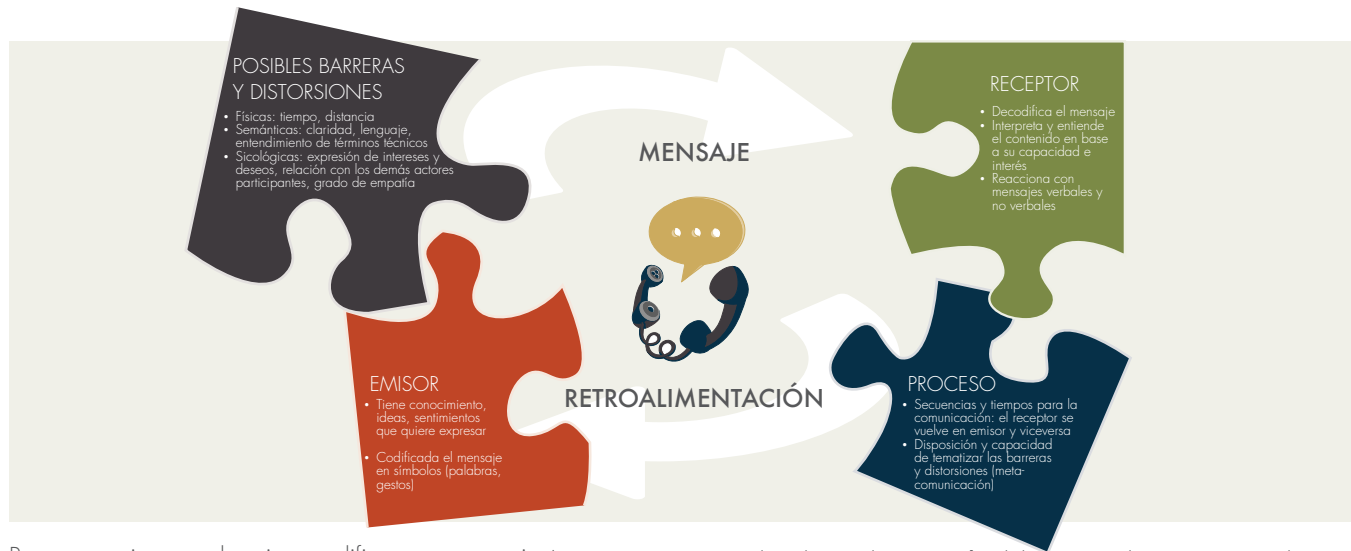 POSIBLES BARRERAS
Y DISTORSIONES
• Físicas: tiempo, distancia
• Semánticas: claridad, lenguaje,
entendimiento de términos técnicos
• Sicológicas: expresión de intereses y
deseos, relación con los demás actores
participantes, grado de empatía
MENSAJE
RECEPTOR
• Decodifica el mensaje
• Interpreta y entiende
el contenido en base
a su capacidad e
interés
• Reacciona con
mensajes verbales y
no verbales
EMISOR
• Tiene conocimiento,
ideas, sentimientos
que quiere expresar
• Codificada el mensaje
en símbolos (palabras,
gestos)
RETROALIMENTACIÓN
PROCESO
• Secuencias y tiempos para la
comunicación: el receptor se
vuelve en emisor y viceversa
• Disposición y capacidad
de tematizar las barreras
y distorsiones (meta-
comunicación)